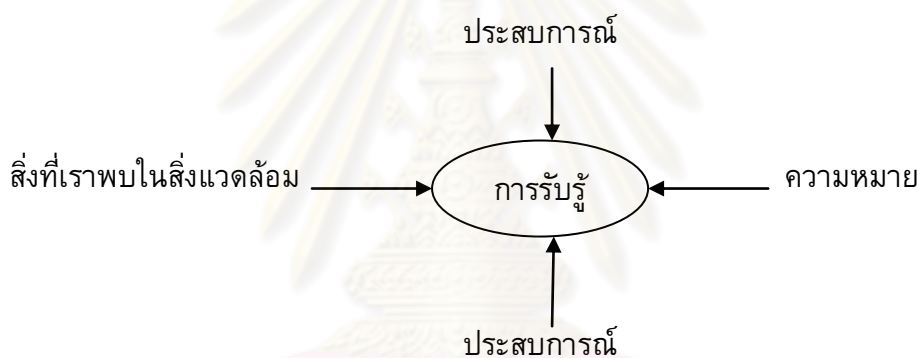 ประสบการณ์
สิ่งที่เราพบในสิ่งแวดล้อม
การรับรู้
ความหมาย
ประสบการณ์